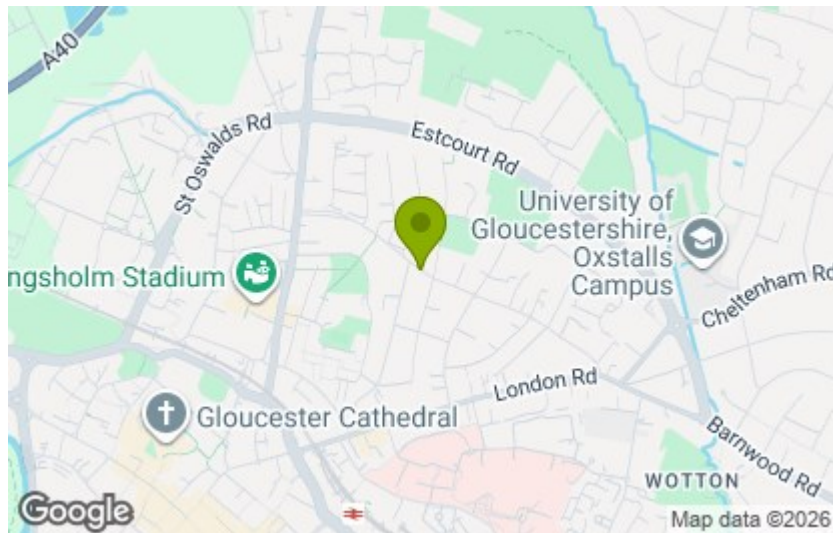 A40
St Oswalds Rd
Estcourt Rd
University of
Gloucestershire,
Oxstalls
Campus
ngsholm Stadium
Cheltenham Rd
London Rd
Gloucester Cathedral
Barnwood Rd
WOTTON
Google
Map data ©2026